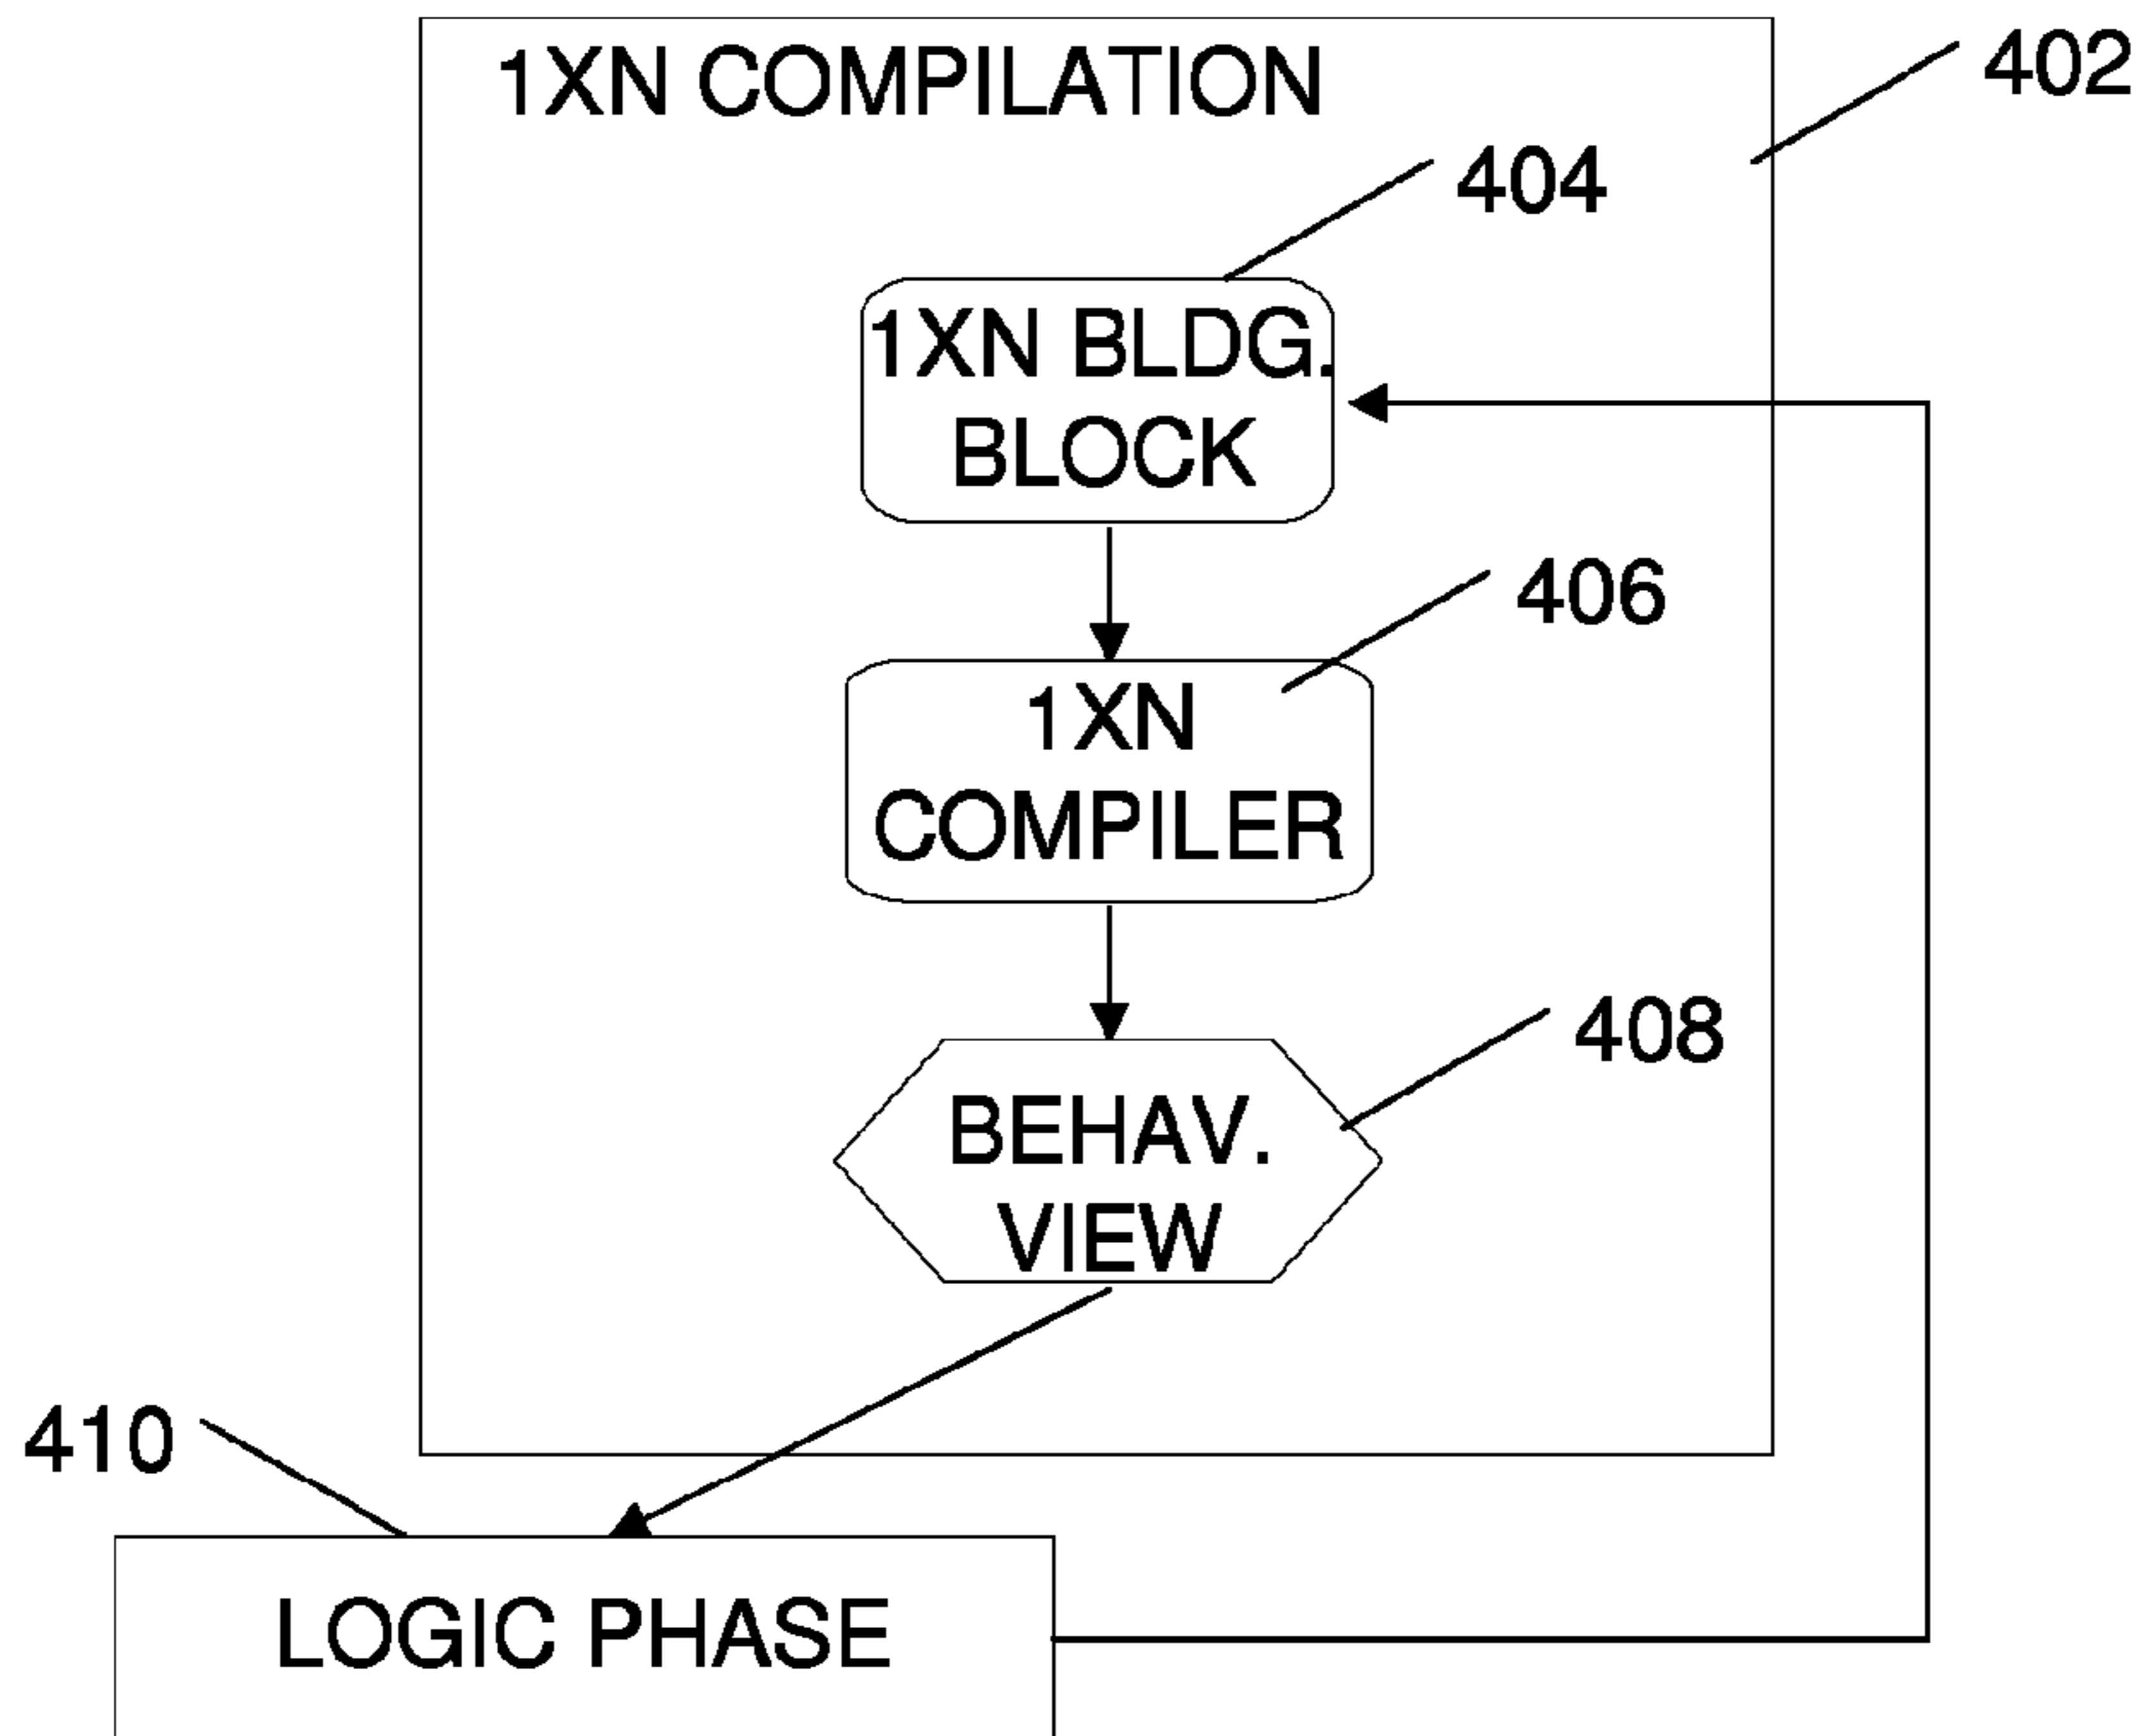 1XN COMPILATION
402
404
1XN BLDG.
BLOCK
406
1XN
COMPILER
408
BEHAV.
VIEW
410
LOGIC PHASE